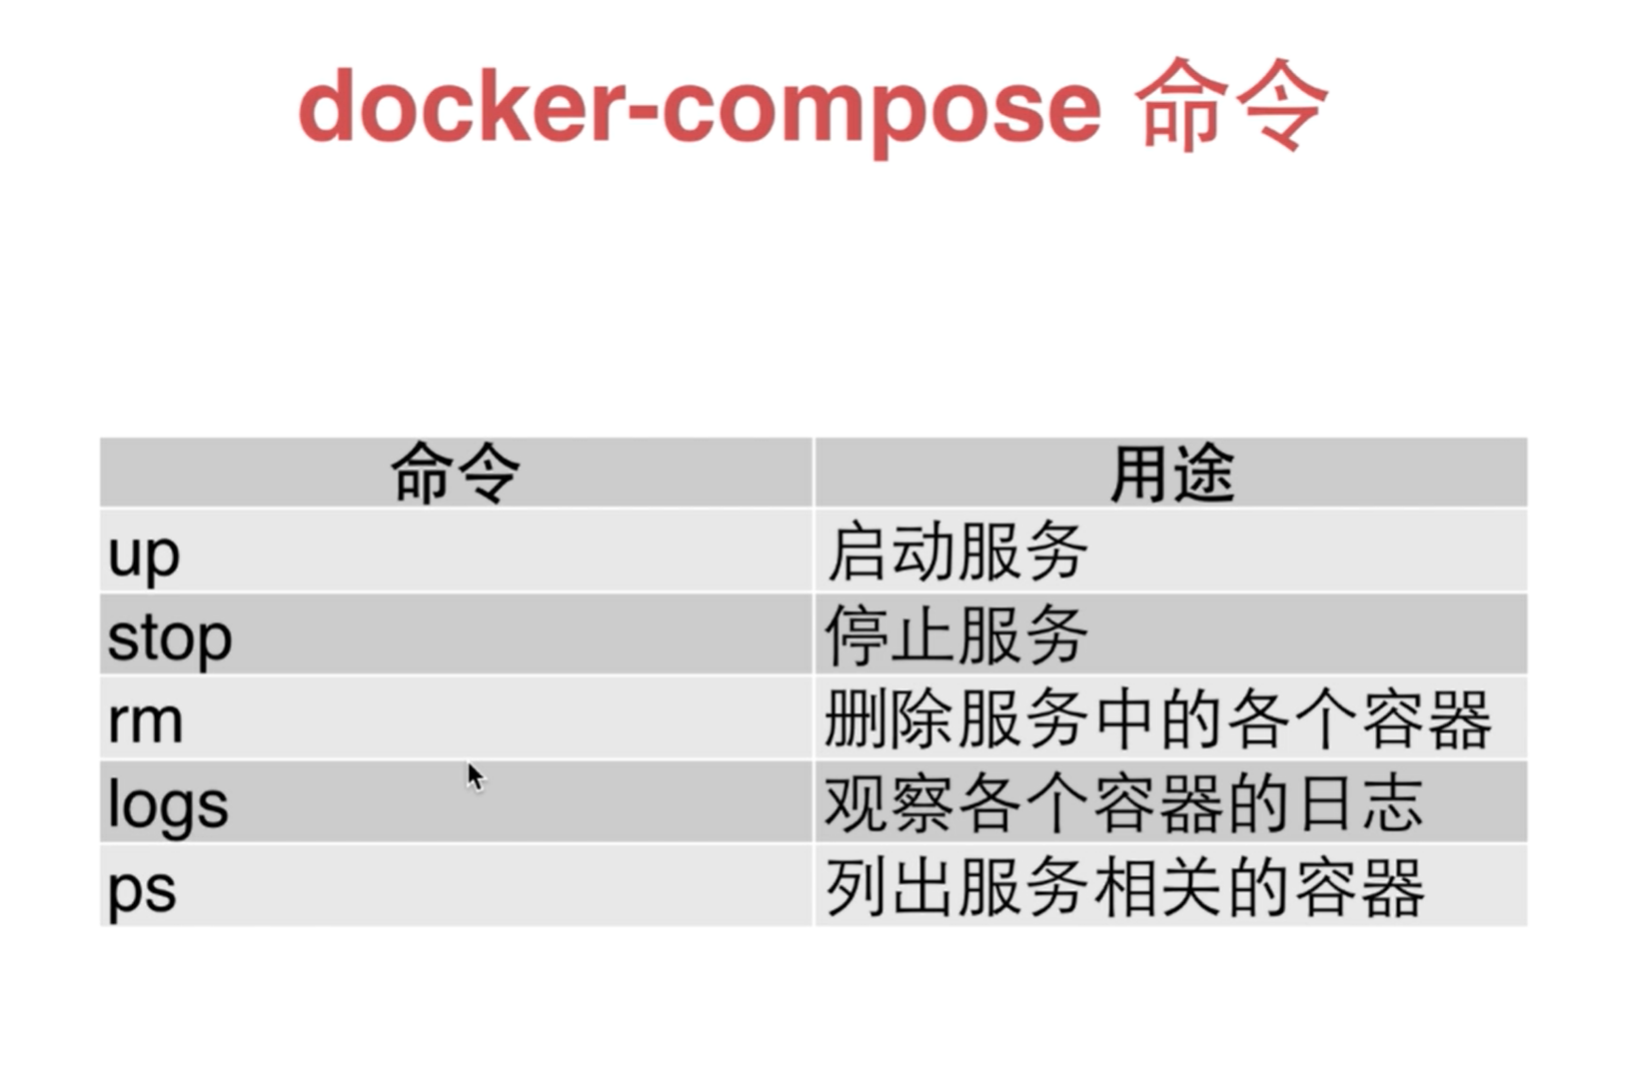 docker-compose 命令
命令 用途
up 启动服务
stop 停止服务
rm 删除服务中的各个容器
logs 观察各个容器的日志
ps 列出服务相关的容器